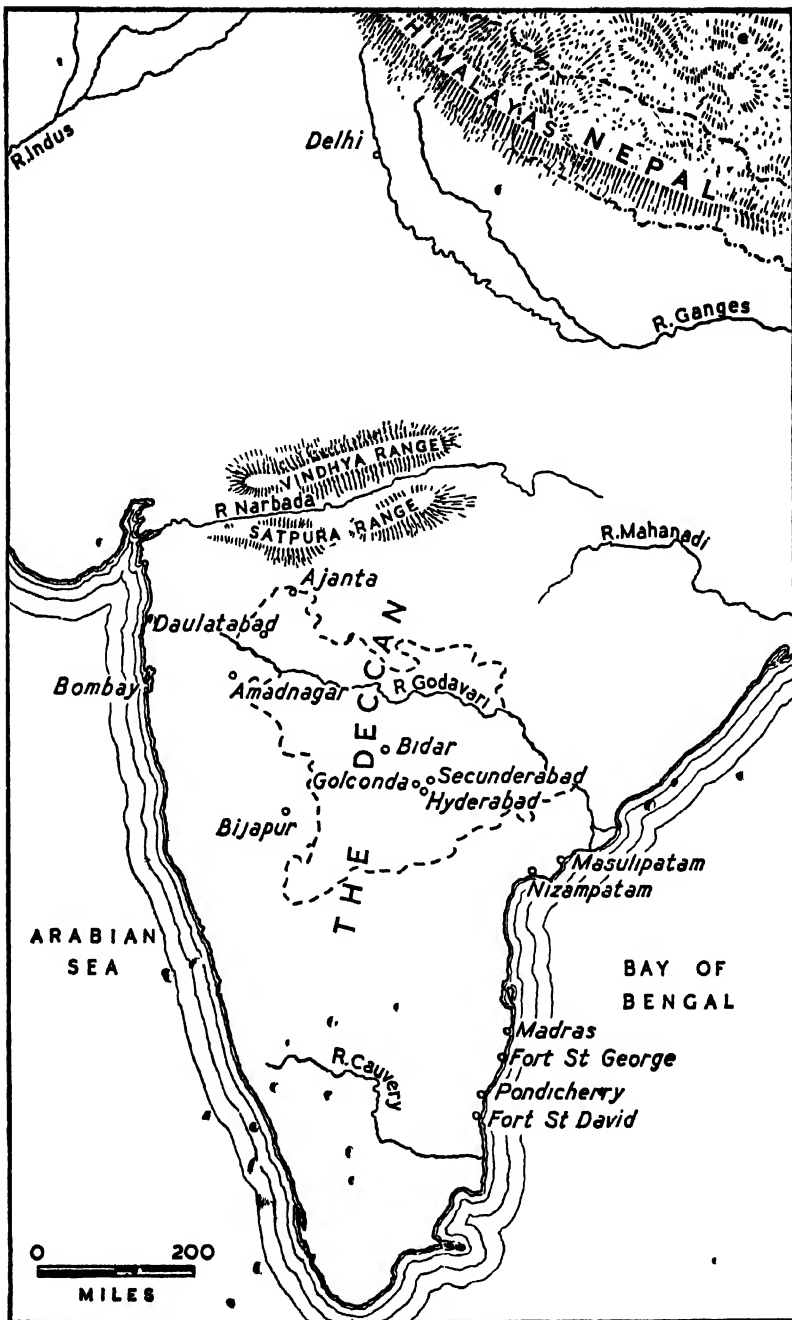 HIMALAYAS
NEPAL
R.Indus
Delhi
R.Ganges
VINDHYA RANGE
R Narbada
SATPURA RANGE
R.Mahanadi
Ajanta
Daulatabad
THE DECCAN
Bombay
Amadnagar
R Godavari
Bidar
Golconda
Secunderabad
Hyderabad
Bijapur
Masulipatam
Nizampatam
ARABIAN
SEA
BAY OF
BENGAL
Madras
Fort St George
R.Cauvery
Pondicherry
Fort St David
0 200
MILES